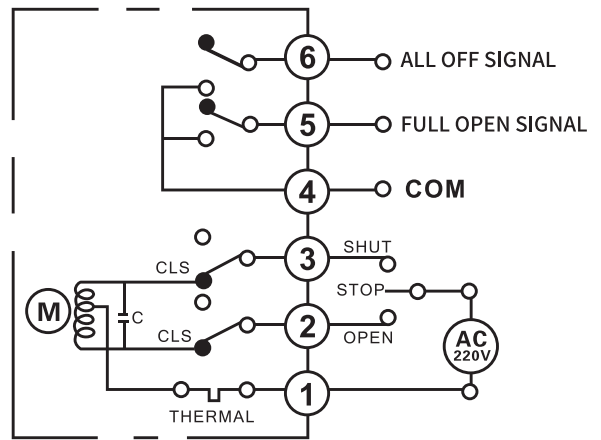 6 ALL OFF SIGNAL
5 FULL OPEN SIGNAL
4 COM
3 SHUT
CLS
STOP
M
C
2
CLS
OPEN
AC
220V
1
THERMAL